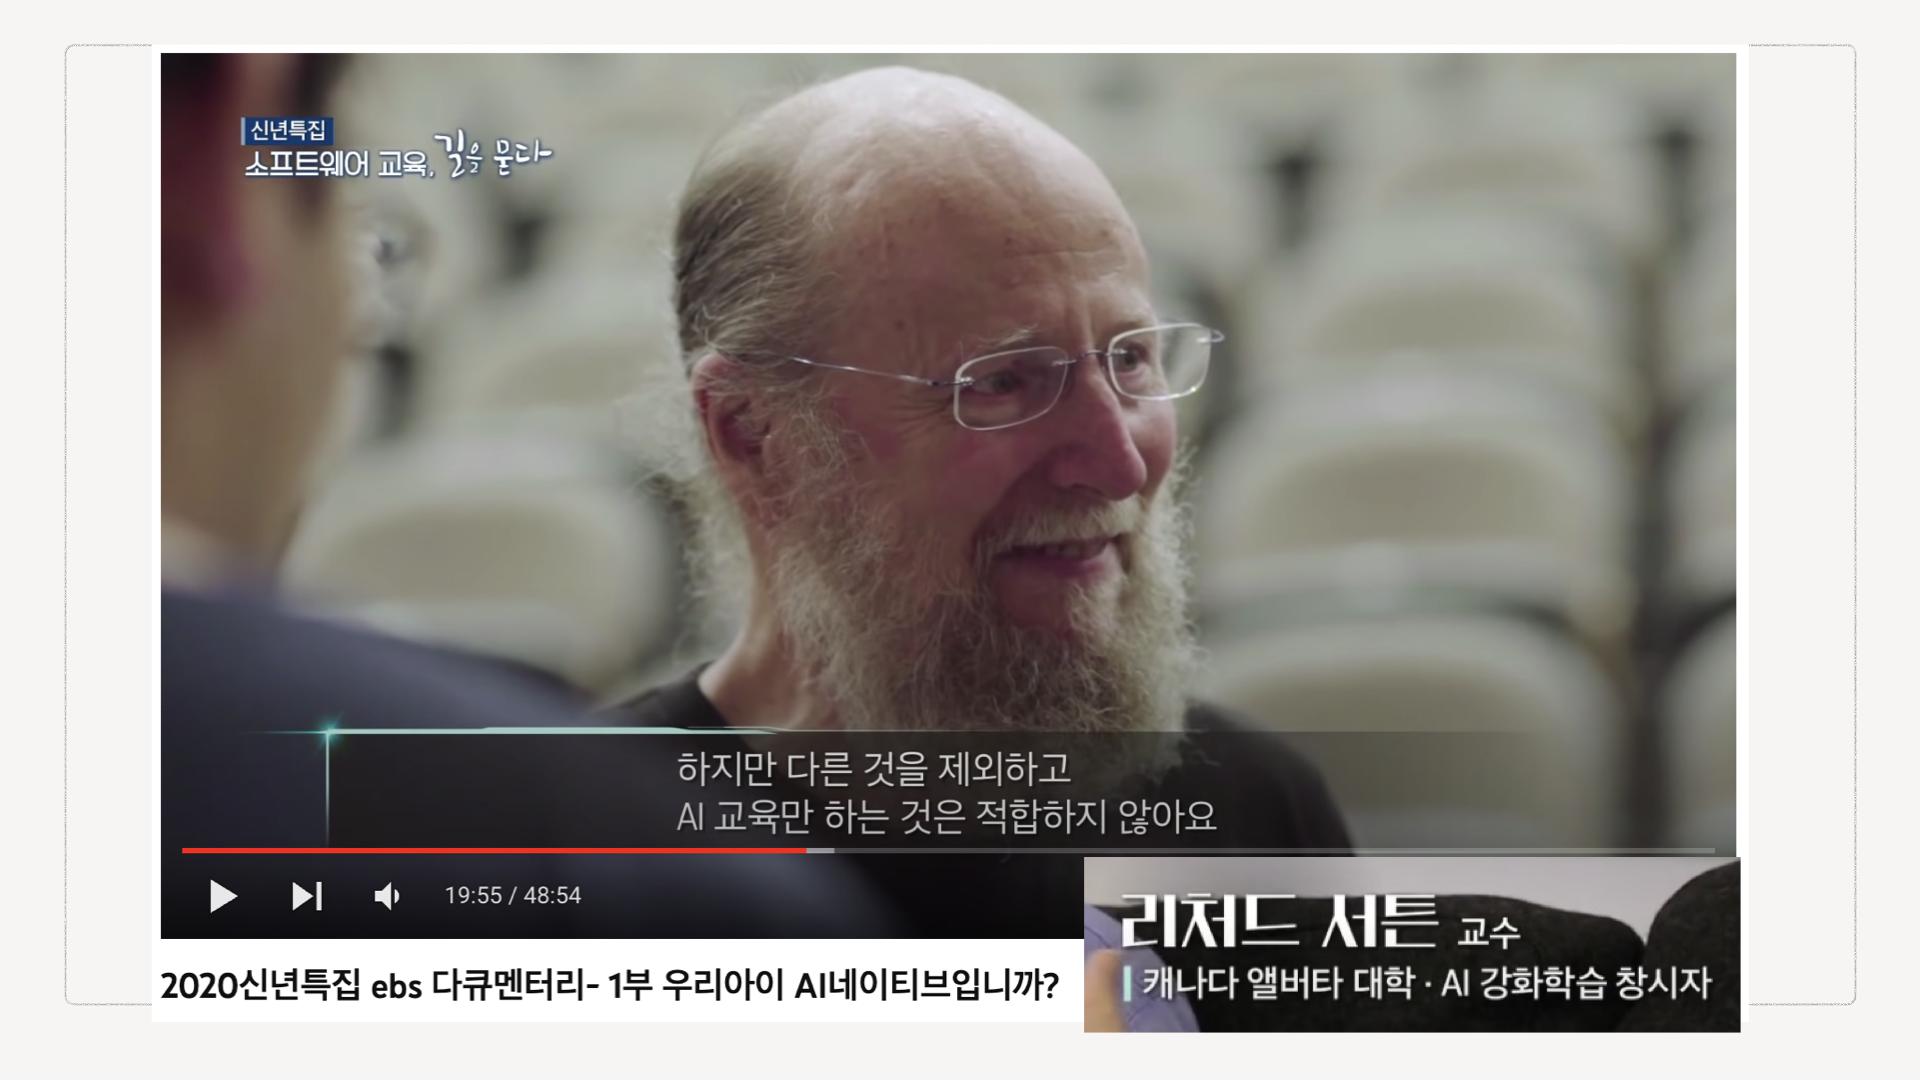 신년특집
소프트웨어 교육, 길을 묻다
하지만 다른 것을 제외하고
AI 교육만 하는 것은 적합하지 않아요
19:55 / 48:54
리처드 서튼 교수
캐나다 앨버타 대학 · AI 강화학습 창시자
2020신년특집 ebs 다큐멘터리- 1부 우리아이 AI네이티브입니까?